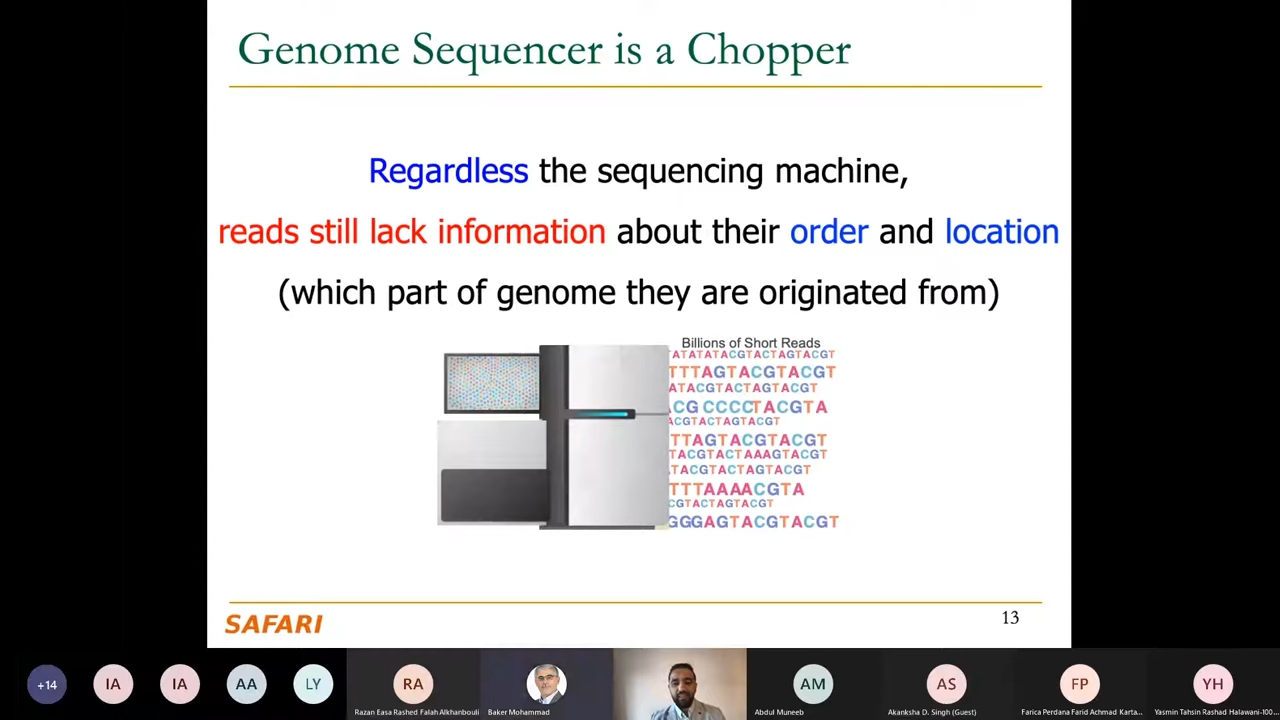 Genome Sequencer is a Chopper
Regardless the sequencing machine,
reads still lack information about their order and location
(which part of genome they are originated from)
Billions of Short Reads
TATATATACGTACTAGTACGT
TTTAGTACGTACGT
ATACGTACTAGTACGT
ACG CCCCTACGTA
ACGTACTAGTACGT
TTAGTACGTACGT
TACGTACTAAAGTACGT
TACGTACTAGTACGT
TTTAAAACGTA
CGTACTAGTACGT
GGGAGTACGTACGT
SAFARI
13
+14
IA
IA
AA
LY
RA
AM
AS
FP
YH
Razan Easa Rashed Falah Alkhanbouli
Baker Mohammad
Abdul Muneeb
Akanksha D. Singh (Guest)
Farica Perdana Farid Achmad Karta...
Yasmin Tahsin Rashad Halawani-100...